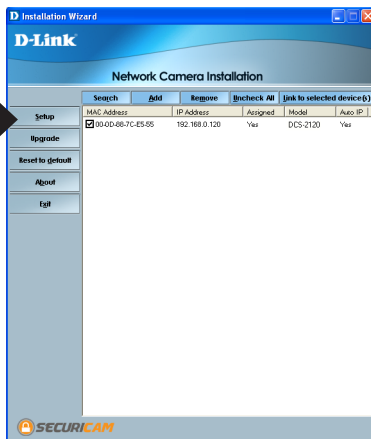 D Installation Wizard
D-Link
Network Camera Installation
Search Add Remove Uncheck All Link to selected device(s)
MAC Address IP Address Assigned Model Auto IP
00-0D-88-7C-E5-55 192.168.0.120 Yes DCS-2120 Yes
Setup
Upgrade
Reset to default
About
Exit
SECURICAM